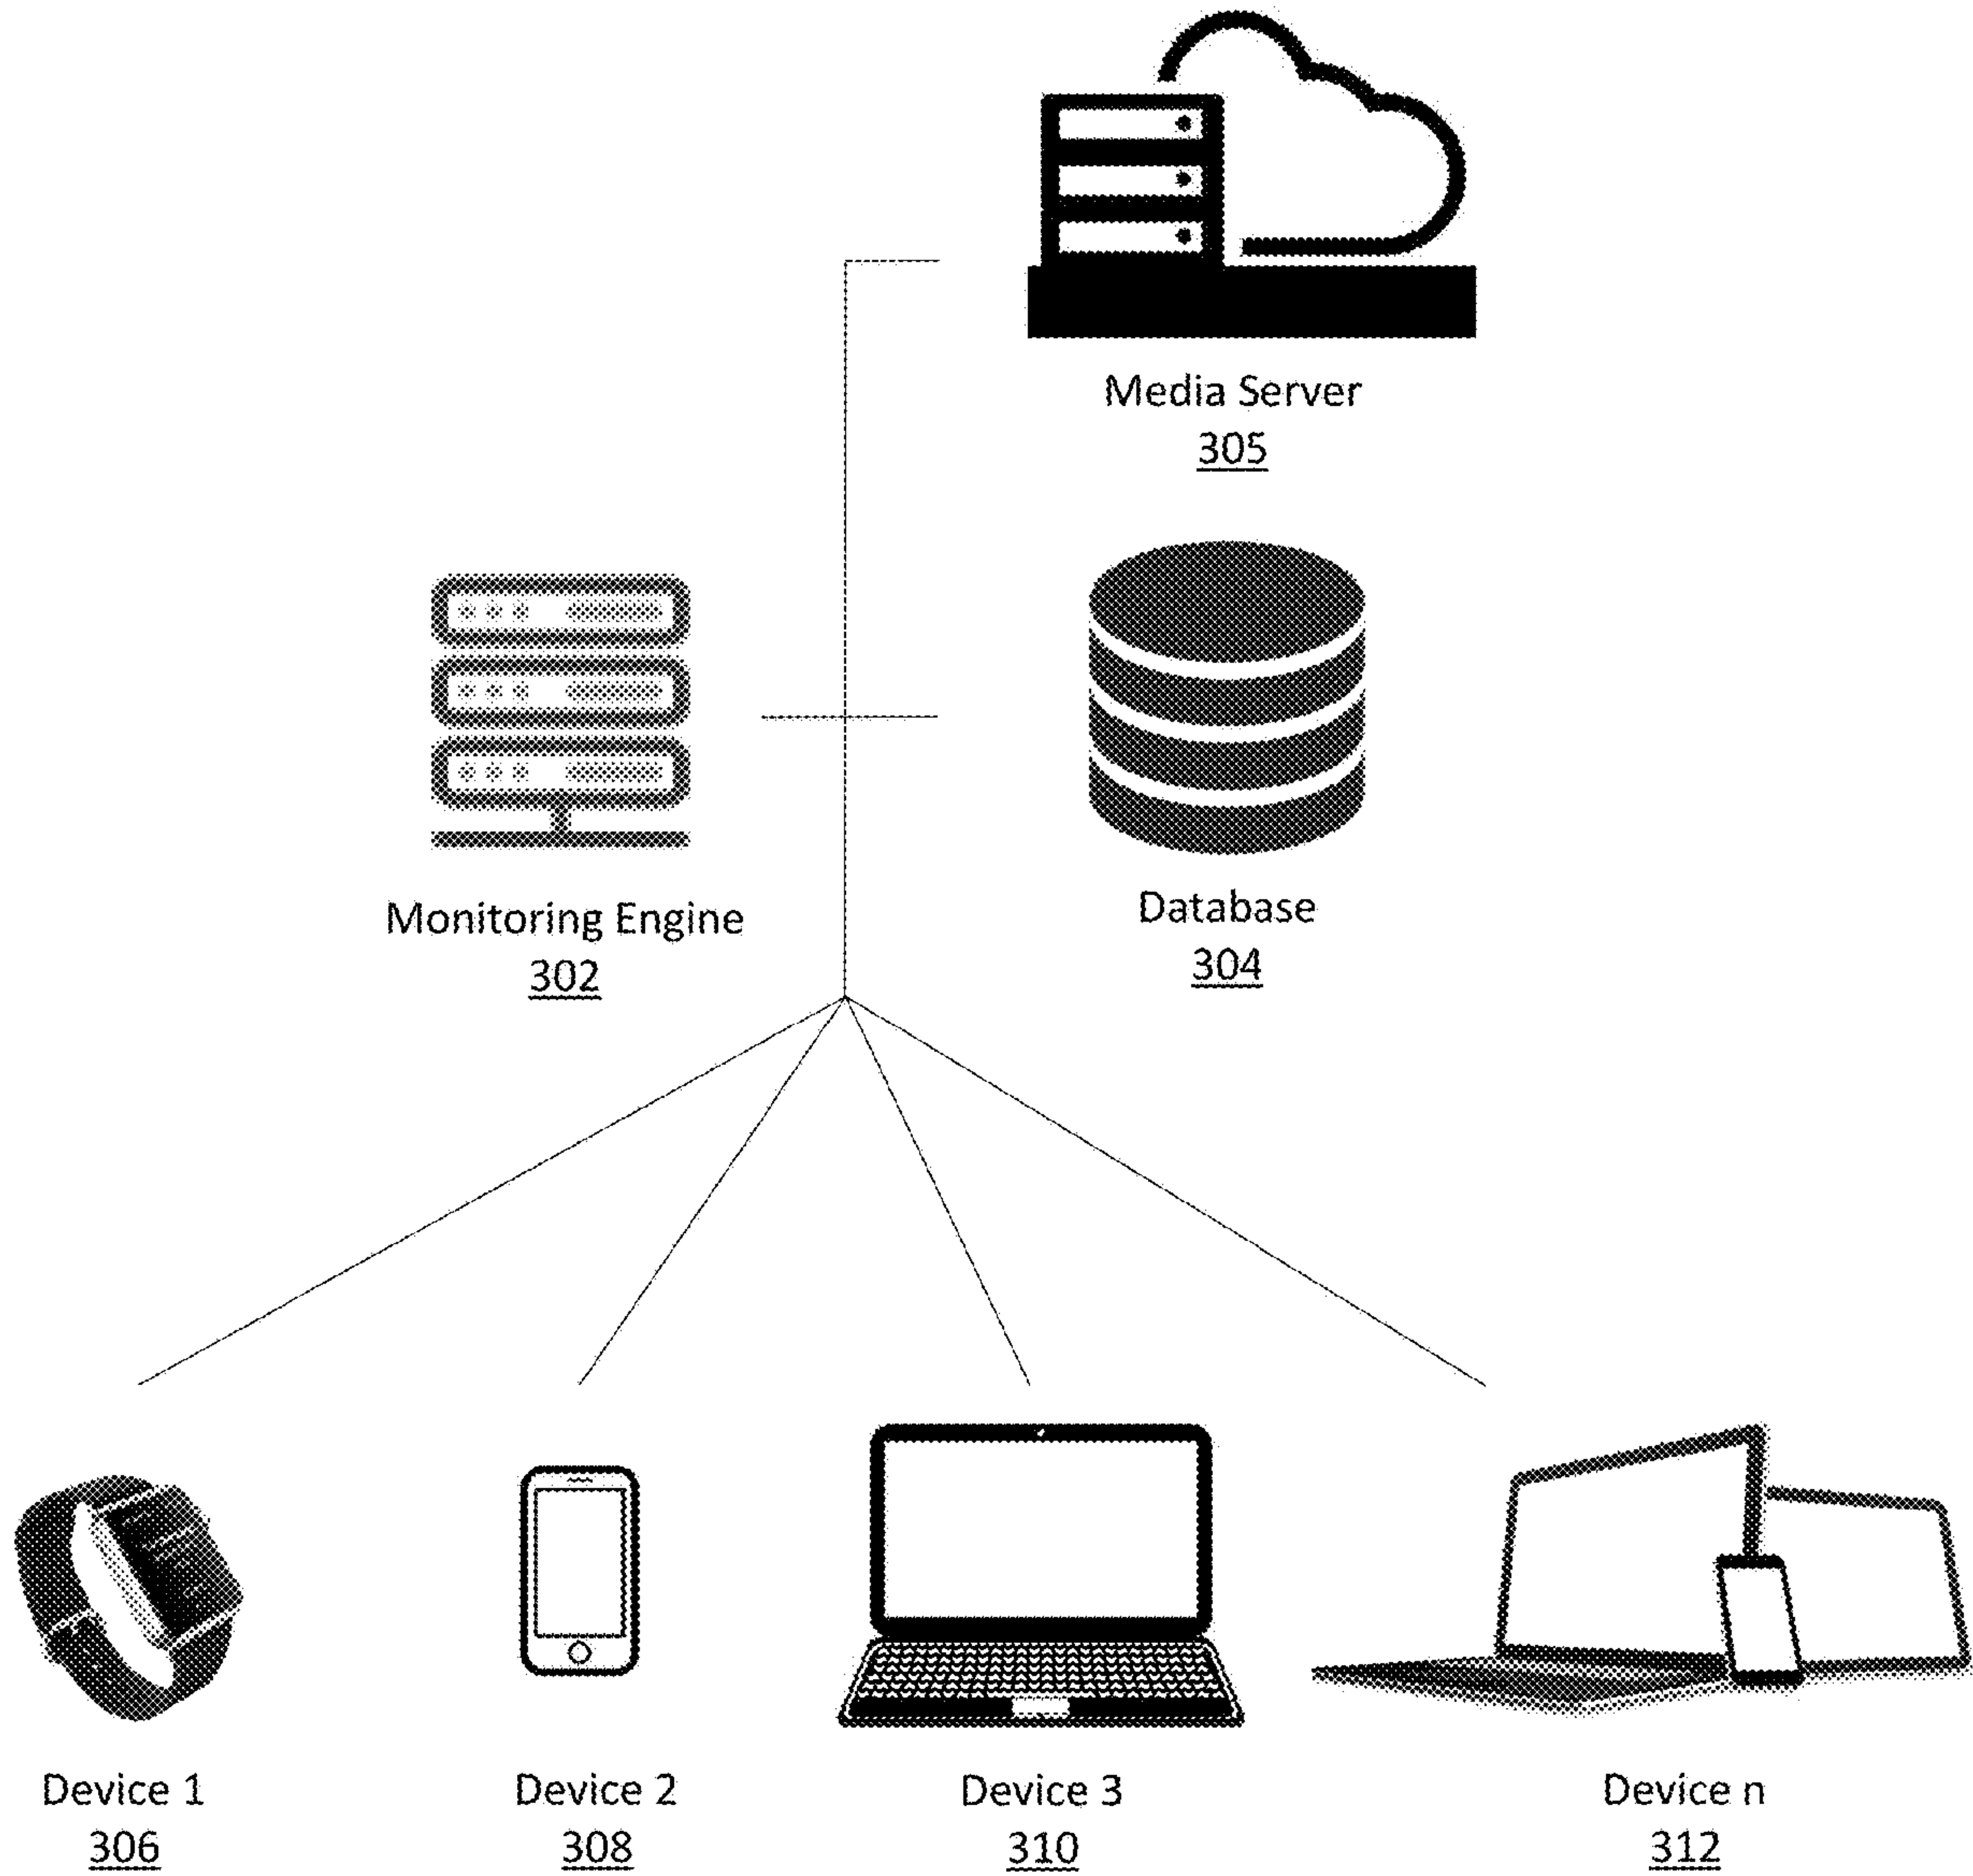 Media Server
305
Monitoring Engine
302
Database
304
Device 1
306
Device 2
308
Device 3
310
Device n
312